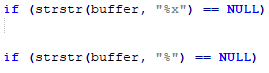 if (strstr(buffer, "%x") == NULL)
if (strstr(buffer, "%") == NULL)